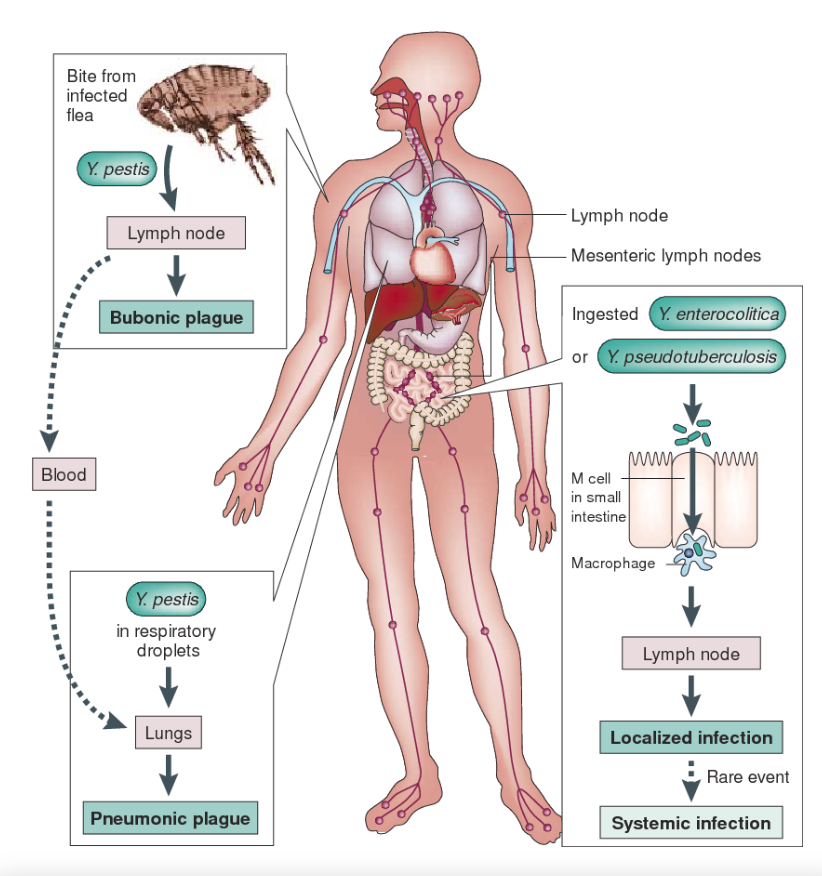 Bite from
infected
flea
Y. pestis
Lymph node
Bubonic plague
Blood
Y. pestis
in respiratory
droplets
Lungs
Pneumonic plague
Lymph node
Mesenteric lymph nodes
Ingested Y. enterocolitica
or Y. pseudotuberculosis
M cell
in small
intestine
Macrophage
Lymph node
Localized infection
Rare event
Systemic infection